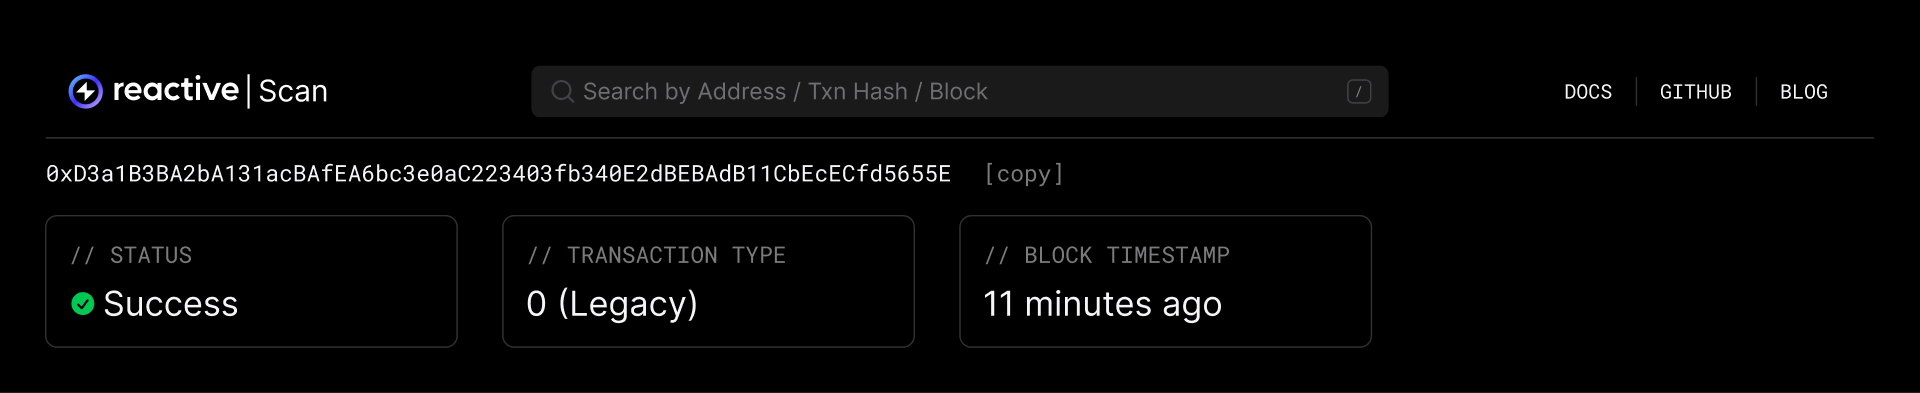 reactive | Scan
Search by Address / Txn Hash / Block
/
DOCS
GITHUB
BLOG
0xD3a1B3BA2bA131acBAfEA6bc3e0aC223403fb340E2dBEBAdB11CbEcECfd5655E [copy]
// STATUS
Success
// TRANSACTION TYPE
0 (Legacy)
// BLOCK TIMESTAMP
11 minutes ago